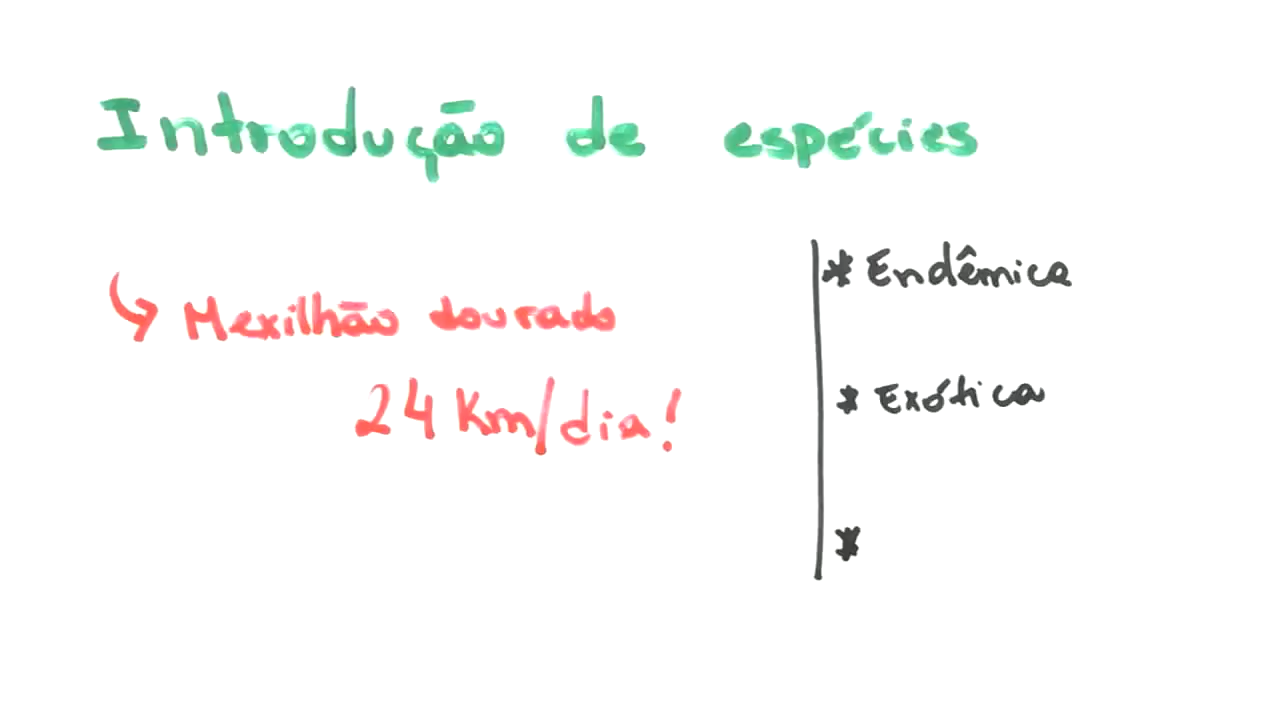 Introdução de espécies
↳ Mexilhão dourado
24 Km/dia!
* Endêmica
* Exótica
*